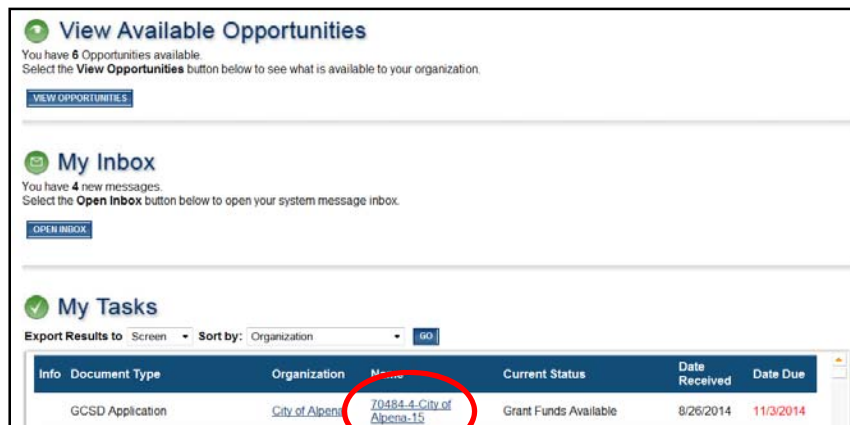 View Available Opportunities
You have 6 Opportunities available.
Select the View Opportunities button below to see what is available to your organization.
VIEW OPPORTUNITIES
My Inbox
You have 4 new messages.
Select the Open Inbox button below to open your system message inbox.
OPEN INBOX
My Tasks
Export Results to Screen Sort by: Organization GO
Info Document Type Organization Name Current Status Date Received Date Due
GCSD Application City of Alpena 70484-4-City of Alpena-15 Grant Funds Available 8/26/2014 11/3/2014